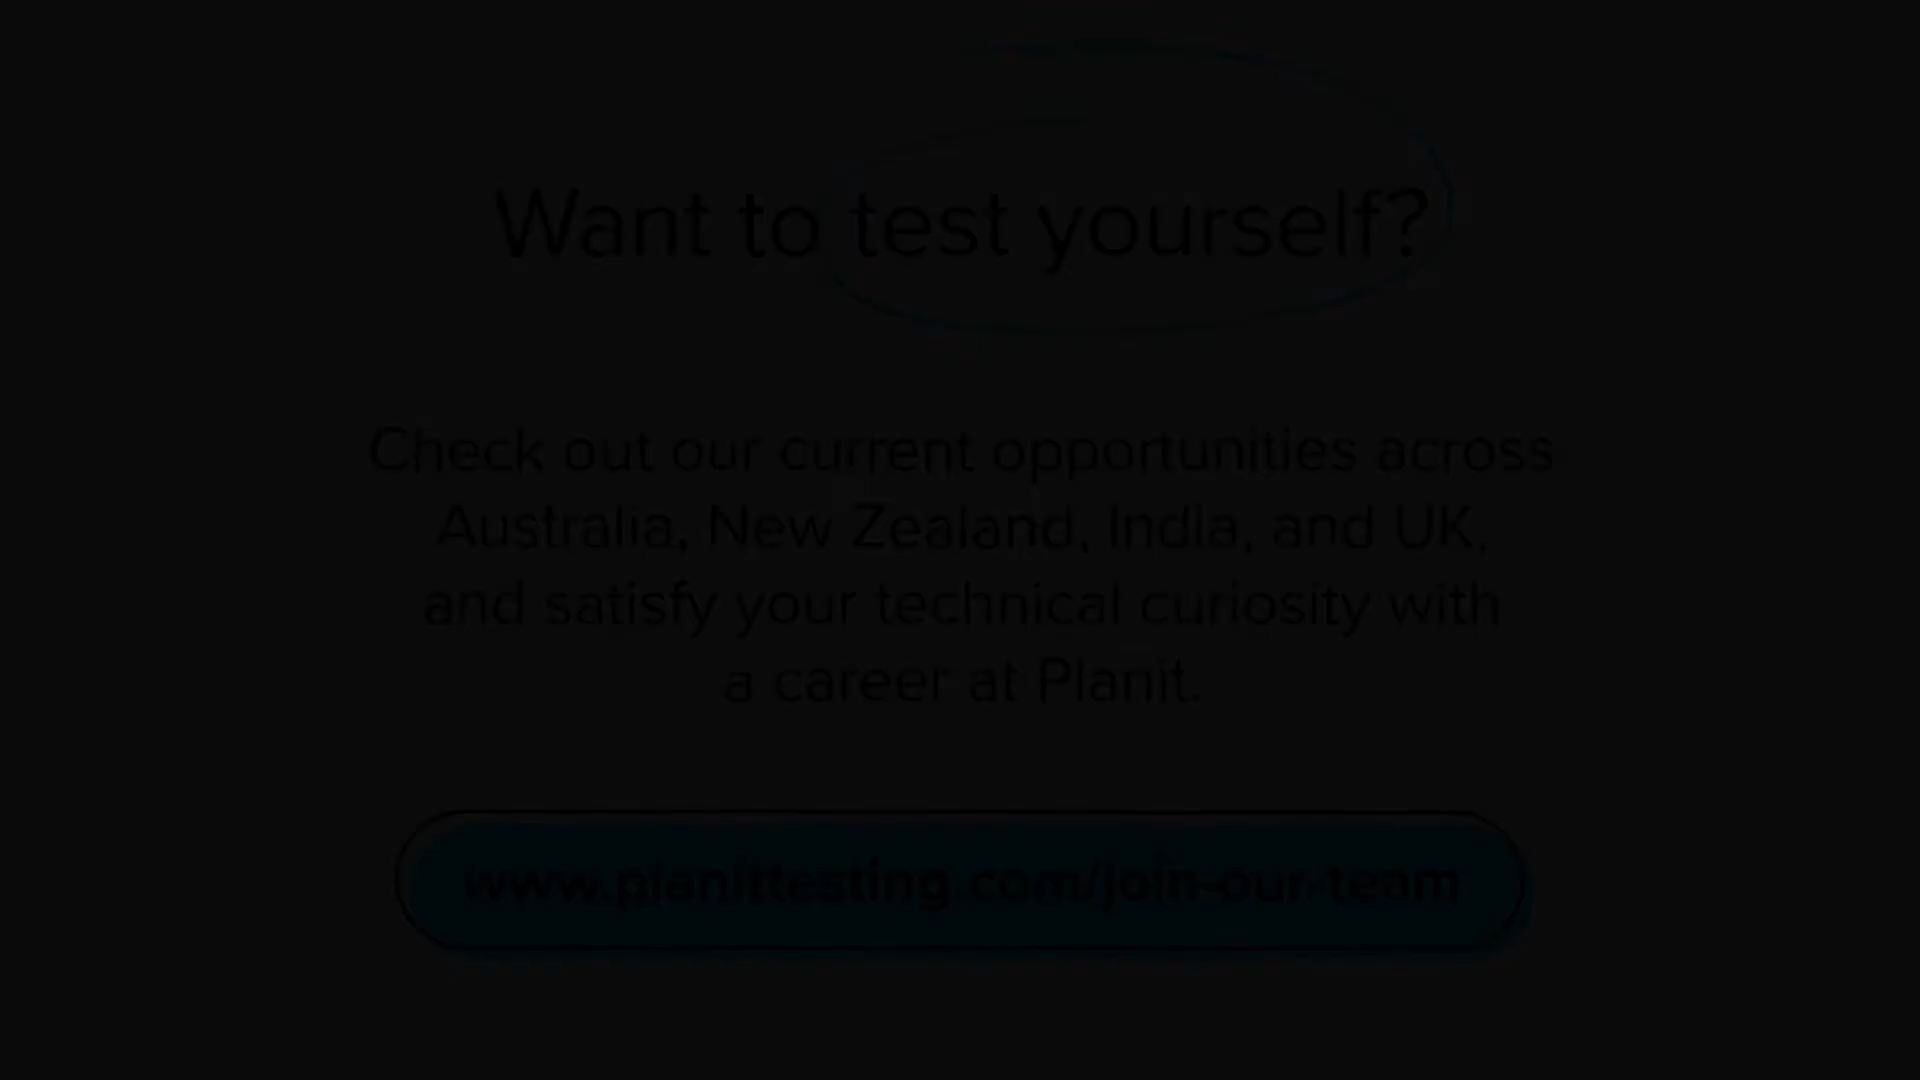 Want to test yourself?
Check out our current opportunities across
Australia, New Zealand, India, and UK,
and satisfy your technical curiosity with
a career at Planit.
www.planittesting.com/join-our-team